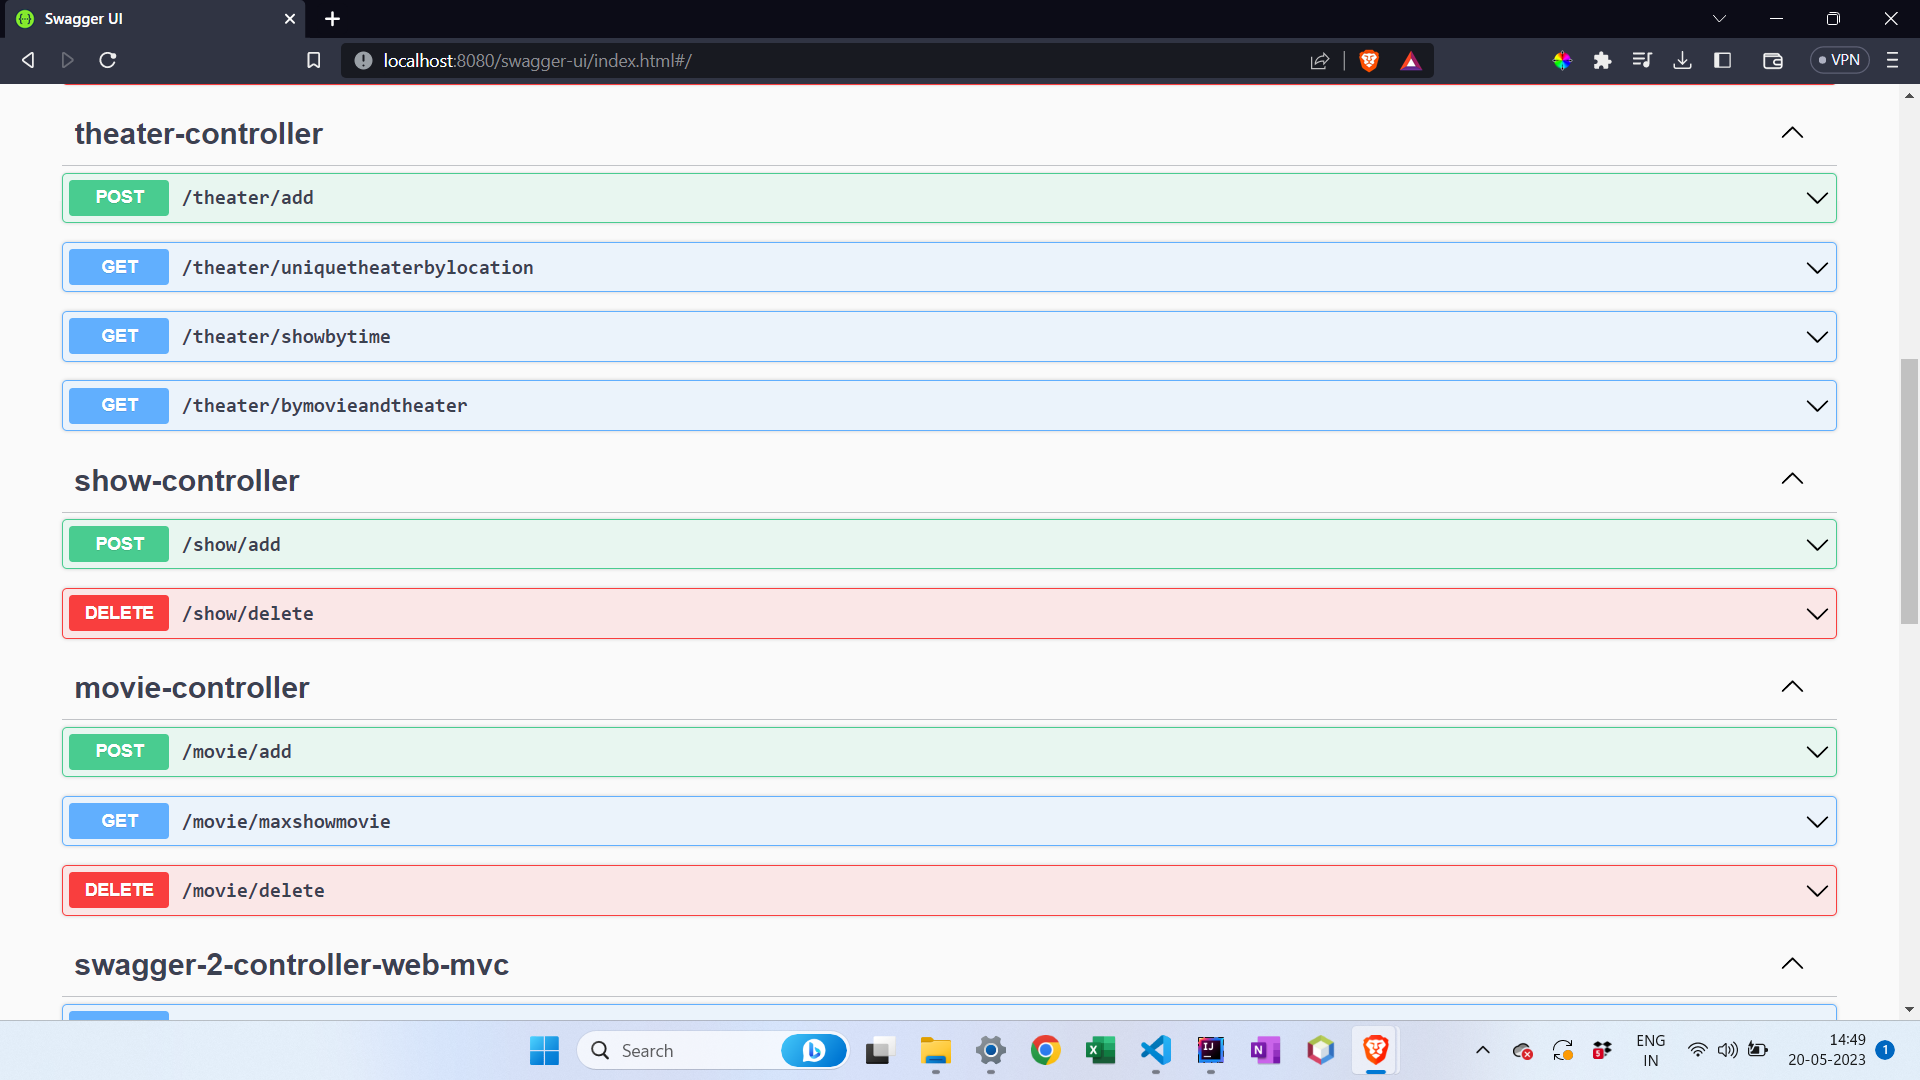 Swagger UI
localhost:8080/swagger-ui/index.html#/
VPN
theater-controller
POST /theater/add
GET /theater/uniquetheaterbylocation
GET /theater/showbytime
GET /theater/bymovieandtheater
show-controller
POST /show/add
DELETE /show/delete
movie-controller
POST /movie/add
GET /movie/maxshowmovie
DELETE /movie/delete
swagger-2-controller-web-mvc
Search
ENG
IN
14:49
20-05-2023
1